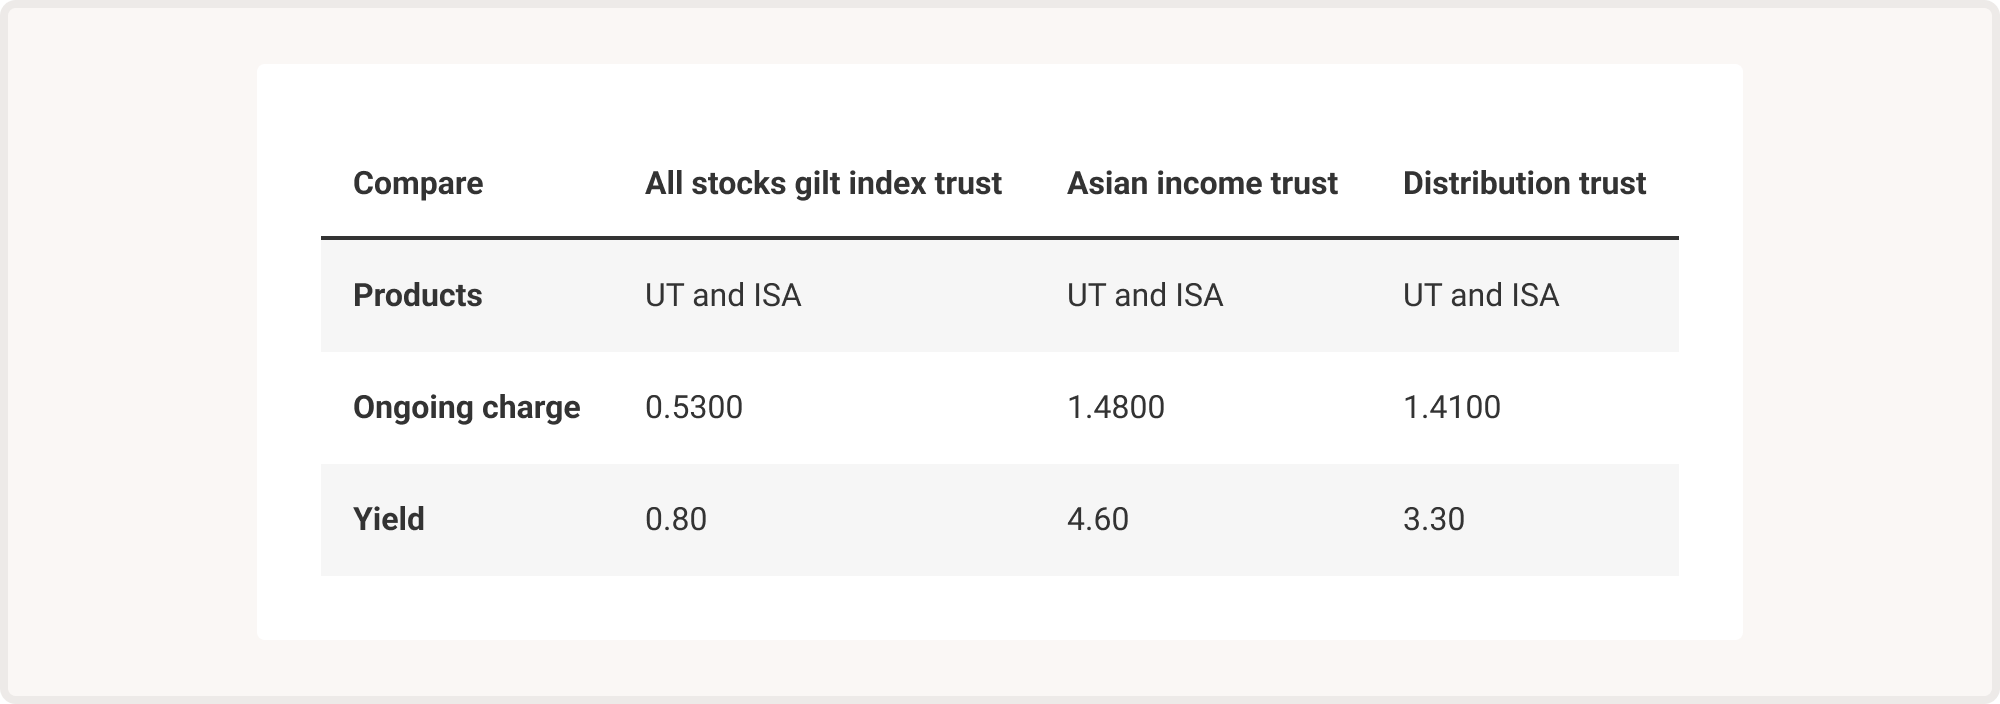 Compare All stocks gilt index trust Asian income trust Distribution trust
Products UT and ISA UT and ISA UT and ISA
Ongoing charge 0.5300 1.4800 1.4100
Yield 0.80 4.60 3.30